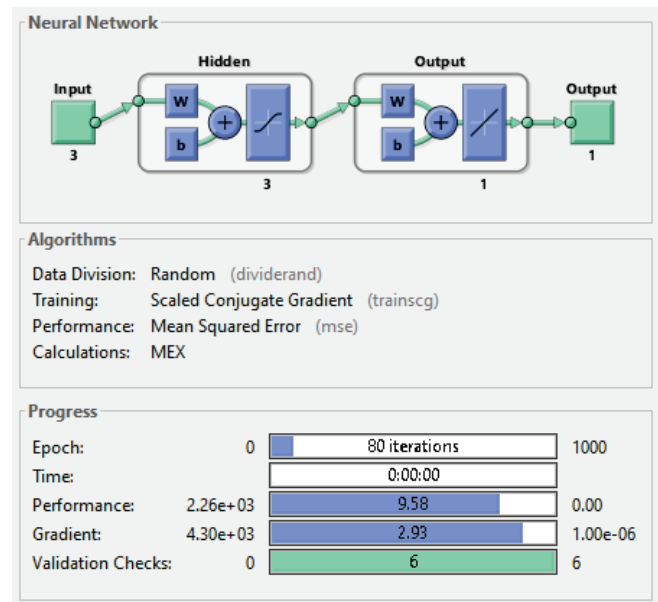 Neural Network
Hidden Output
Input W b + W b + Output
3 3 1 1
Algorithms
Data Division: Random (dividerand)
Training: Scaled Conjugate Gradient (trainscg)
Performance: Mean Squared Error (mse)
Calculations: MEX
Progress
Epoch: 0 80 iterations 1000
Time: 0:00:00
Performance: 2.26e+03 9.58 0.00
Gradient: 4.30e+03 2.93 1.00e-06
Validation Checks: 0 6 6